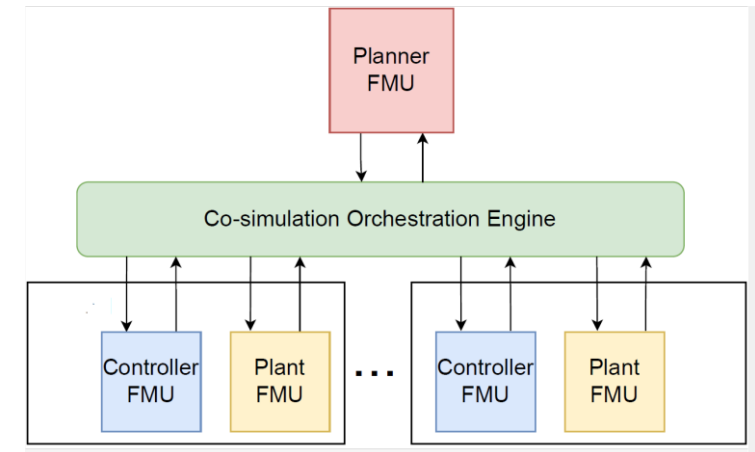 Planner
FMU
Co-simulation Orchestration Engine
Controller
FMU
Plant
FMU
...
Controller
FMU
Plant
FMU